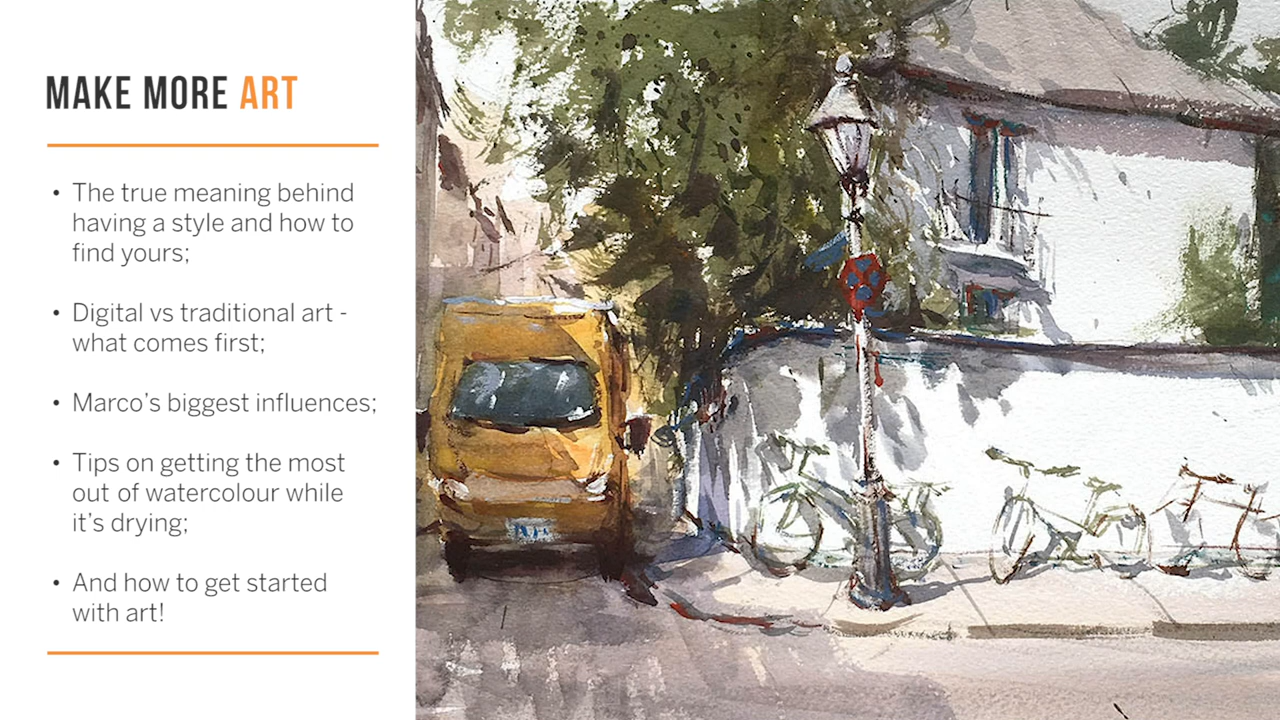 MAKE MORE ART
• The true meaning behind
having a style and how to
find yours;
• Digital vs traditional art -
what comes first;
• Marco's biggest influences;
• Tips on getting the most
out of watercolour while
it's drying;
• And how to get started
with art!